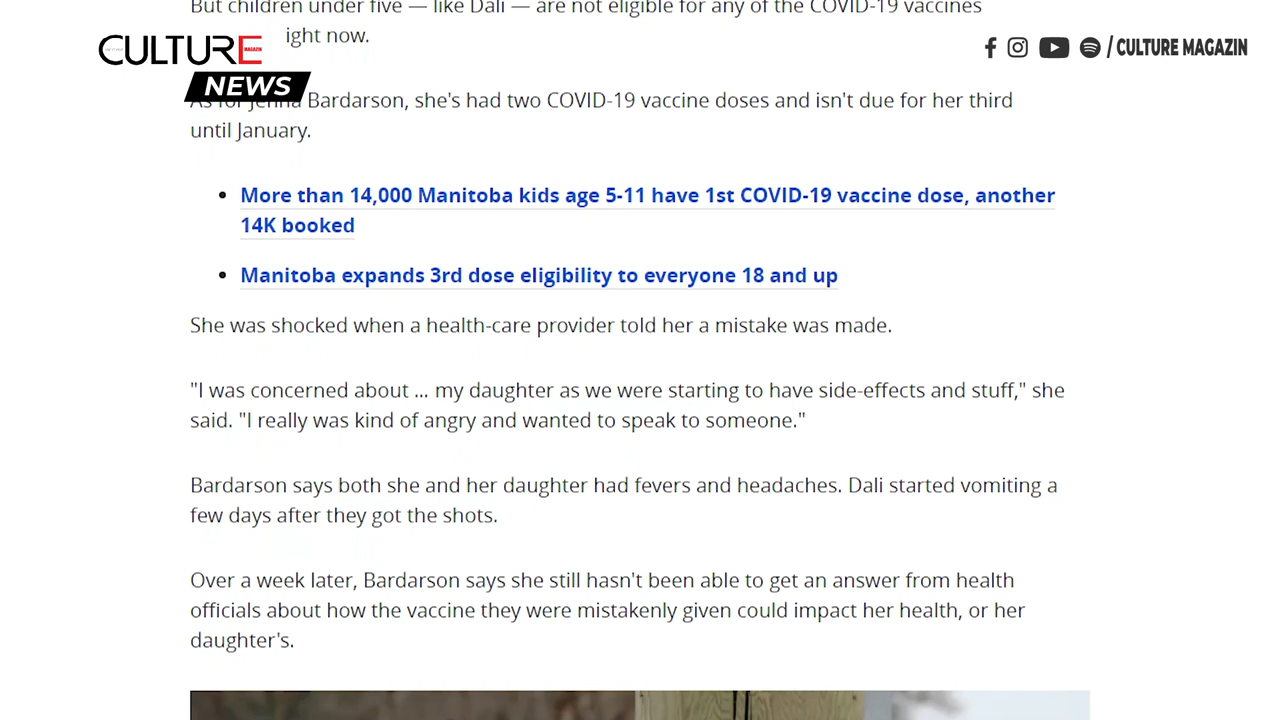 But children under five — like Dali — are not eligible for any of the COVID-19 vaccines
ight now.
CULTURE
MAGAZIN
NEWS
/ CULTURE MAGAZIN
As for Jenna Bardarson, she's had two COVID-19 vaccine doses and isn't due for her third
until January.
• More than 14,000 Manitoba kids age 5-11 have 1st COVID-19 vaccine dose, another
14K booked
• Manitoba expands 3rd dose eligibility to everyone 18 and up
She was shocked when a health-care provider told her a mistake was made.
"I was concerned about ... my daughter as we were starting to have side-effects and stuff," she
said. "I really was kind of angry and wanted to speak to someone."
Bardarson says both she and her daughter had fevers and headaches. Dali started vomiting a
few days after they got the shots.
Over a week later, Bardarson says she still hasn't been able to get an answer from health
officials about how the vaccine they were mistakenly given could impact her health, or her
daughter's.